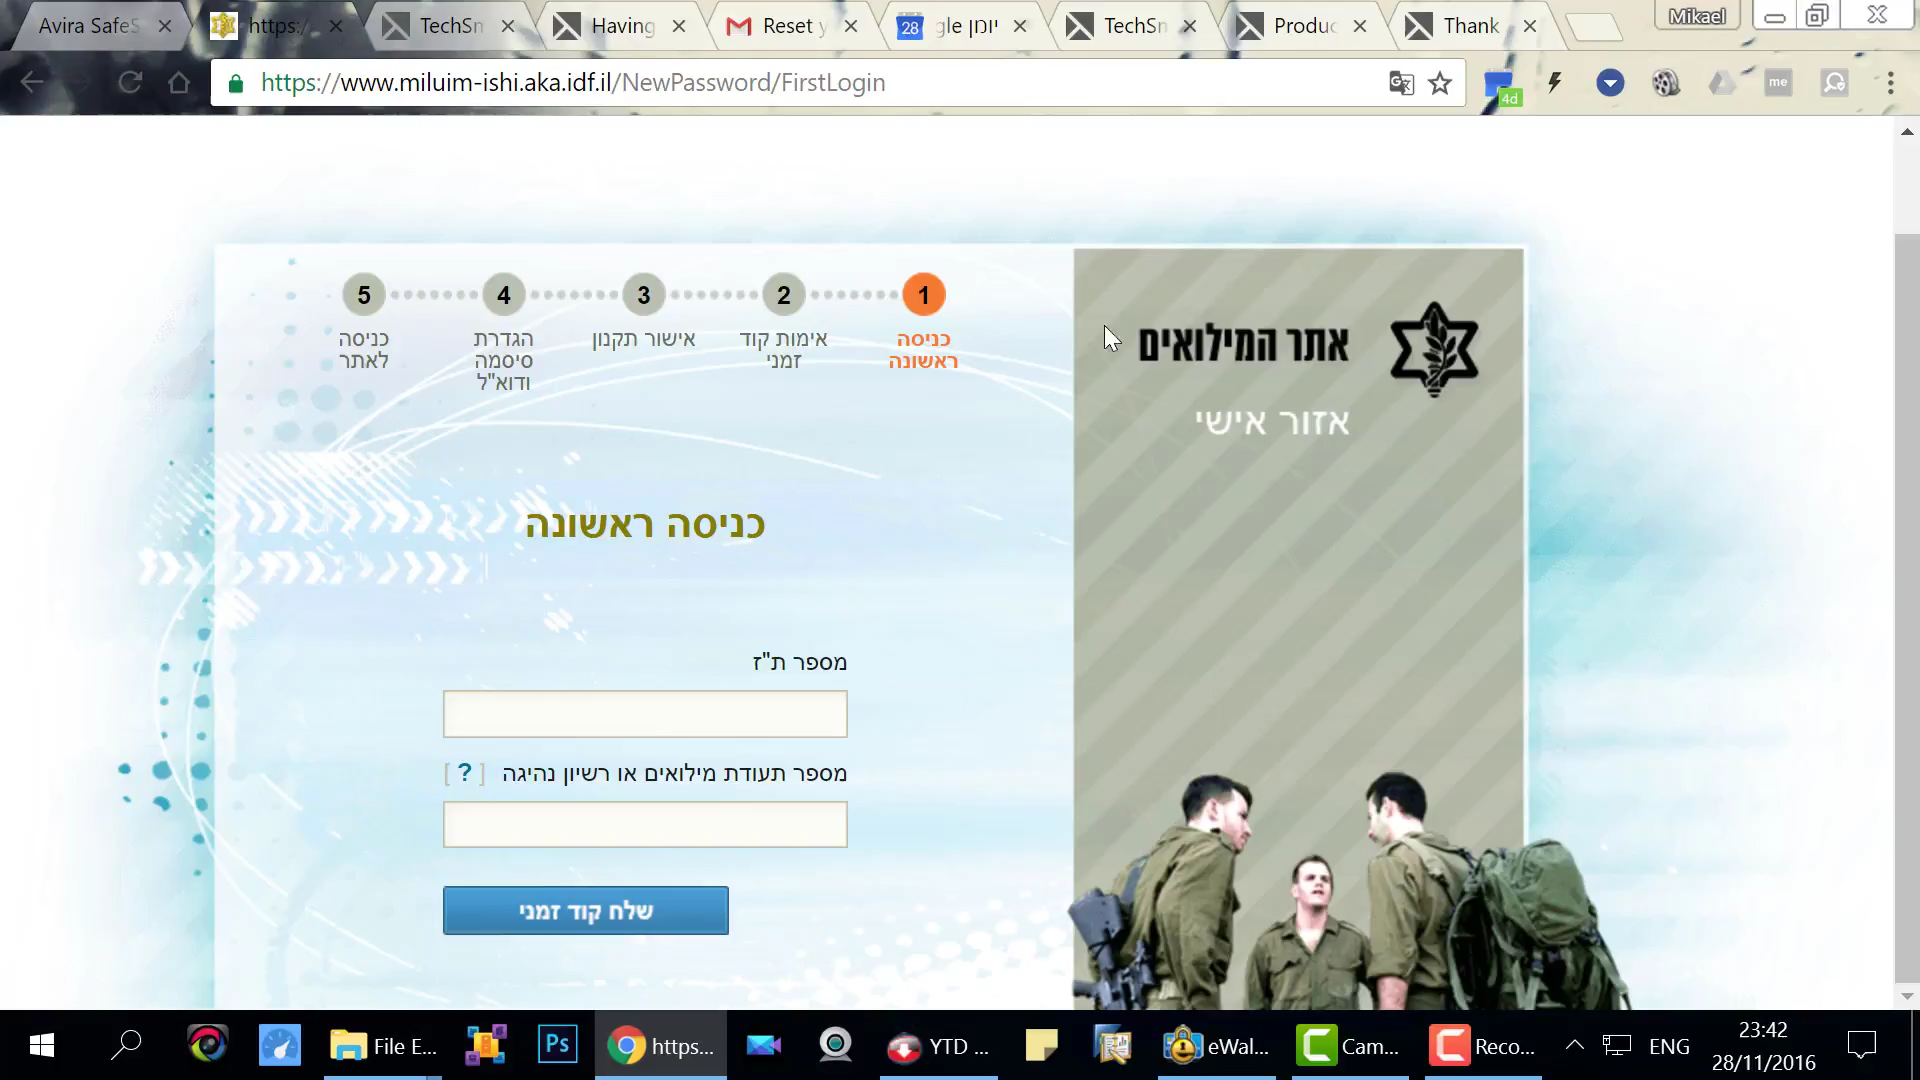 Avira SafeS
https:/
TechSm
Having
Reset y
28
gle יומן
TechSm
Produc
Thank
Mikael
https://www.miluim-ishi.aka.idf.il/NewPassword/FirstLogin
4d
me
1
2
3
4
5
כניסה
ראשונה
אימות קוד
זמני
אישור תקנון
הגדרת
סיסמה
ודוא"ל
כניסה
לאתר
אתר המילואים
אזור אישי
כניסה ראשונה
מספר ת"ז
מספר תעודת מילואים או רשיון נהיגה [ ? ]
שלח קוד זמני
File E...
Ps
https...
YTD ...
eWal...
Cam...
Reco...
ENG
23:42
28/11/2016